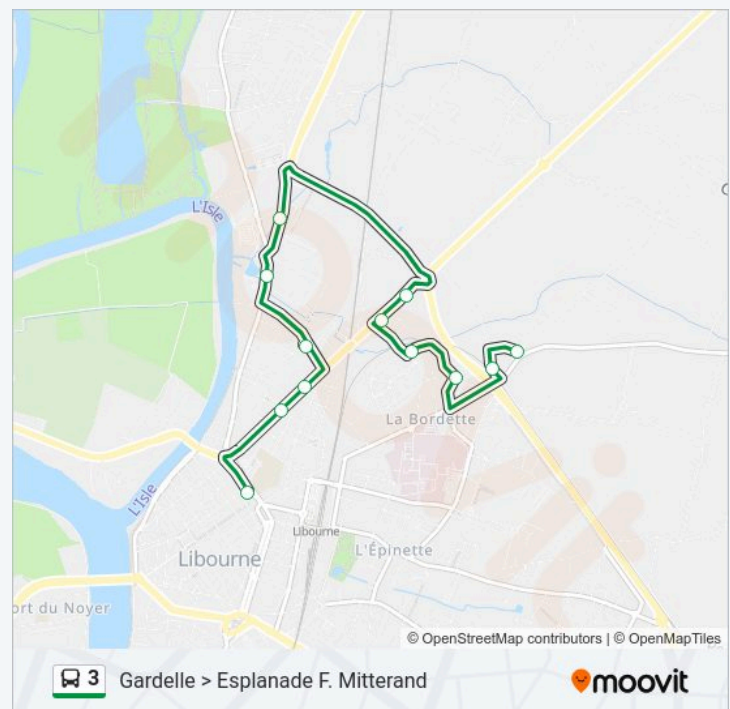 L'Isle
La Bordette
L'Isle
Libourne
L'Épinette
Libourne
ort du Noyer
© OpenStreetMap contributors | © OpenMapTiles
3 Gardelle > Esplanade F. Mitterand
moovit